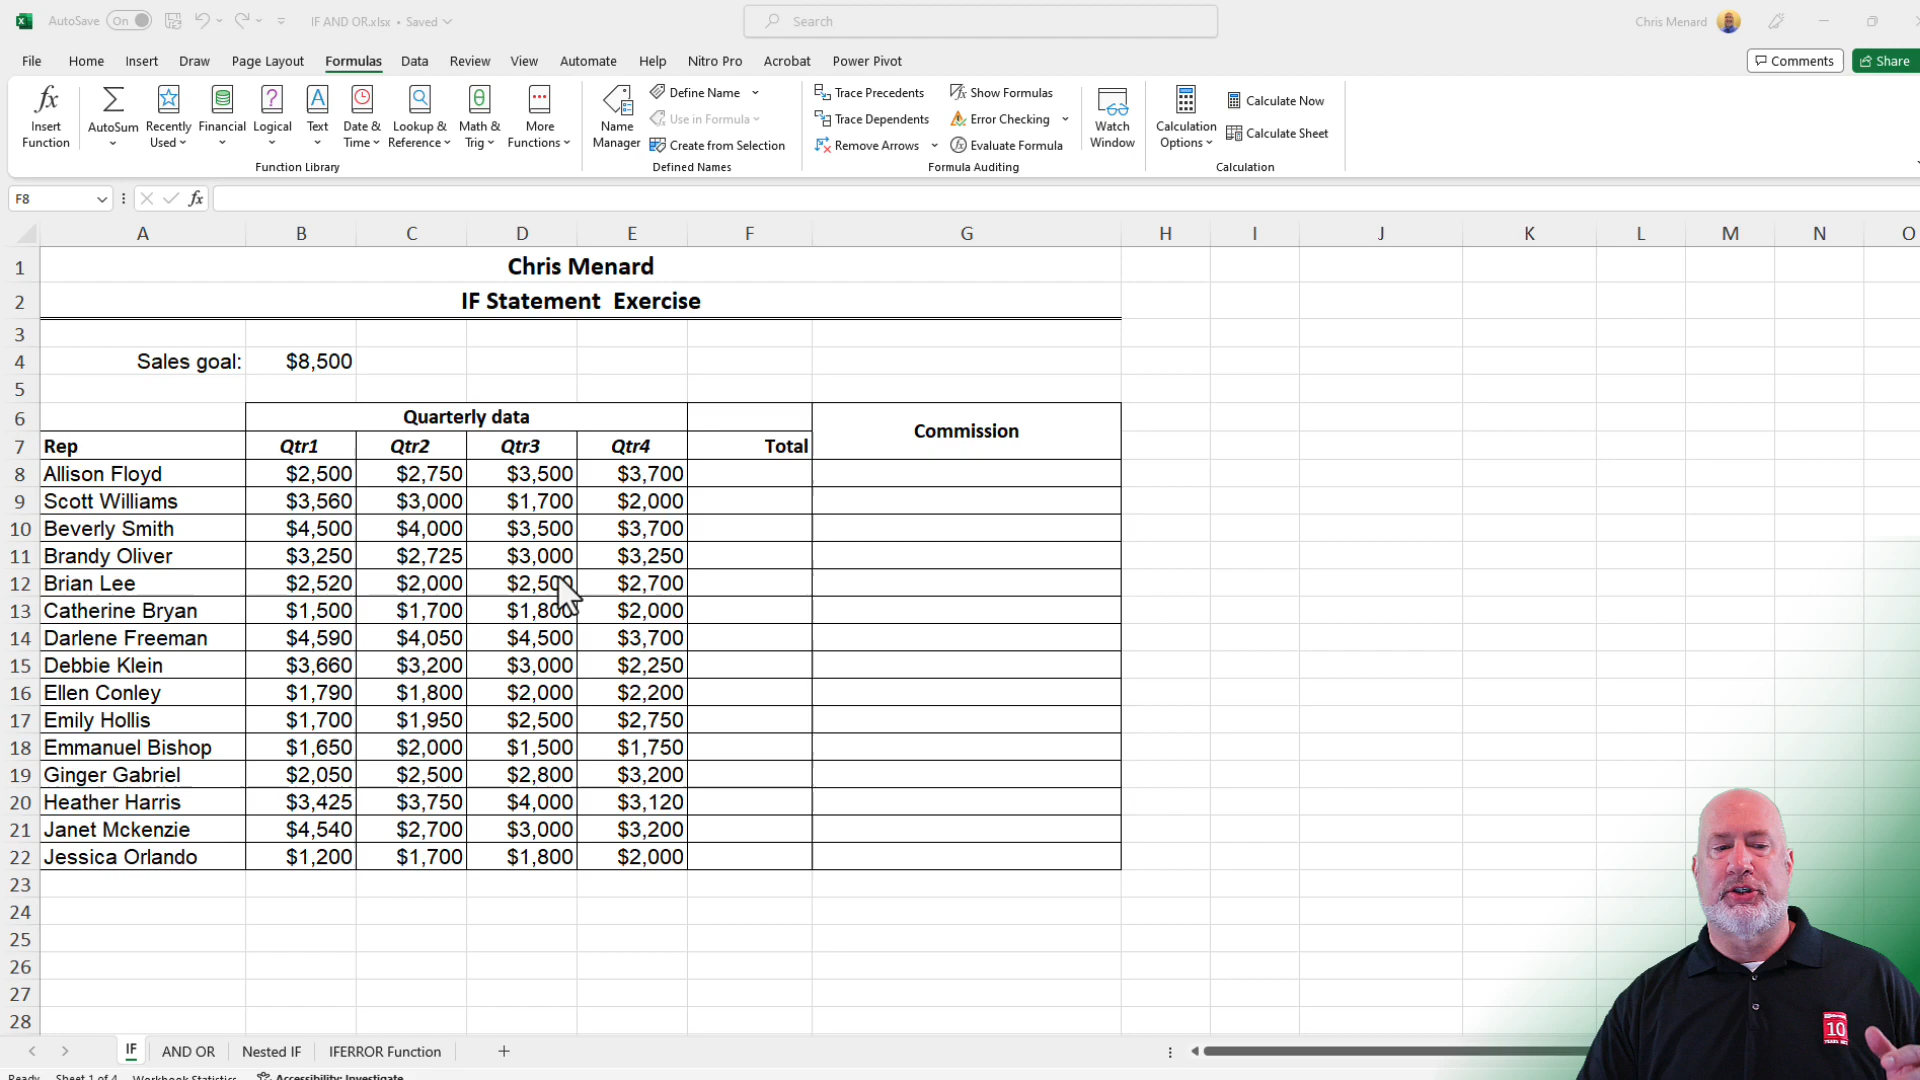 AutoSave On IF AND OR.xlsx • Saved Search Chris Menard
File Home Insert Draw Page Layout Formulas Data Review View Automate Help Nitro Pro Acrobat Power Pivot Comments Share
Insert Function AutoSum Recently Used Financial Logical Text Date & Time Lookup & Reference Math & Trig More Functions Name Manager Define Name Use in Formula Create from Selection Trace Precedents Trace Dependents Remove Arrows Show Formulas Error Checking Evaluate Formula Watch Window Calculation Options Calculate Now Calculate Sheet
Function Library Defined Names Formula Auditing Calculation
F8 fx
A B C D E F G H I J K L M N O
1 Chris Menard
2 IF Statement Exercise
3
4 Sales goal: $8,500
5
6 Quarterly data Commission
7 Rep Qtr1 Qtr2 Qtr3 Qtr4 Total
8 Allison Floyd $2,500 $2,750 $3,500 $3,700
9 Scott Williams $3,560 $3,000 $1,700 $2,000
10 Beverly Smith $4,500 $4,000 $3,500 $3,700
11 Brandy Oliver $3,250 $2,725 $3,000 $3,250
12 Brian Lee $2,520 $2,000 $2,500 $2,700
13 Catherine Bryan $1,500 $1,700 $1,800 $2,000
14 Darlene Freeman $4,590 $4,050 $4,500 $3,700
15 Debbie Klein $3,660 $3,200 $3,000 $2,250
16 Ellen Conley $1,790 $1,800 $2,000 $2,200
17 Emily Hollis $1,700 $1,950 $2,500 $2,750
18 Emmanuel Bishop $1,650 $2,000 $1,500 $1,750
19 Ginger Gabriel $2,050 $2,500 $2,800 $3,200
20 Heather Harris $3,425 $3,750 $4,000 $3,120
21 Janet Mckenzie $4,540 $2,700 $3,000 $3,200
22 Jessica Orlando $1,200 $1,700 $1,800 $2,000
23
24
25
26
27
28
IF AND OR Nested IF IFERROR Function
Ready Sheet 1 of 4 Workbook Statistics Accessibility: Investigate
10